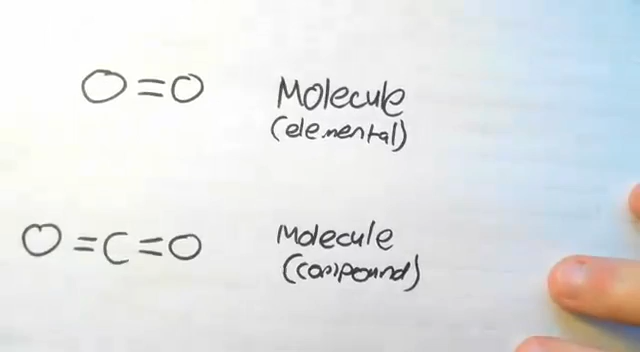 O=O Molecule
(elemental)
O=C=O Molecule
(compound)